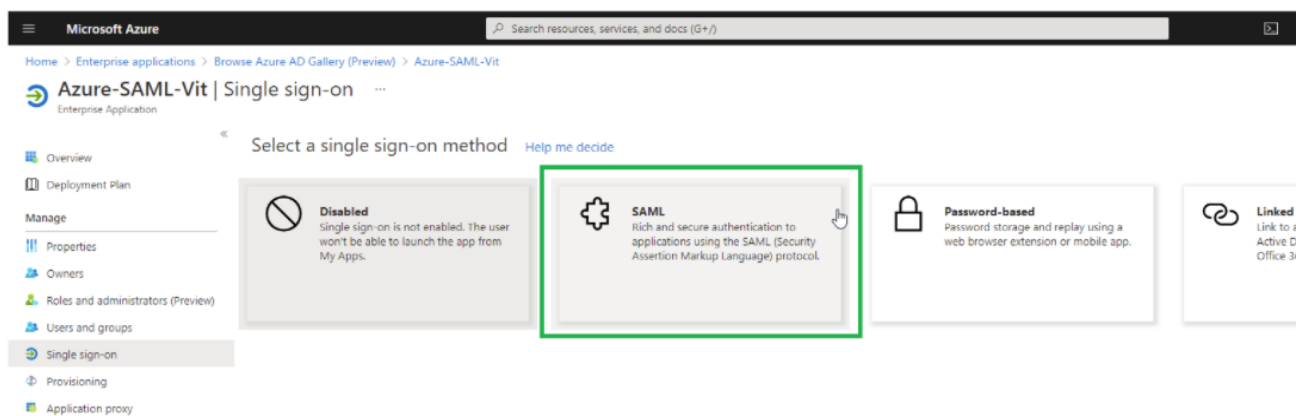 Microsoft Azure
Search resources, services, and docs (G+/)
Home > Enterprise applications > Browse Azure AD Gallery (Preview) > Azure-SAML-Vit
Azure-SAML-Vit | Single sign-on ...
Enterprise Application
«
Overview
Deployment Plan
Manage
Properties
Owners
Roles and administrators (Preview)
Users and groups
Single sign-on
Provisioning
Application proxy
Select a single sign-on method Help me decide
Disabled
Single sign-on is not enabled. The user
won't be able to launch the app from
My Apps.
SAML
Rich and secure authentication to
applications using the SAML (Security
Assertion Markup Language) protocol.
Password-based
Password storage and replay using a
web browser extension or mobile app.
Linked
Link to a
Active D
Office 3